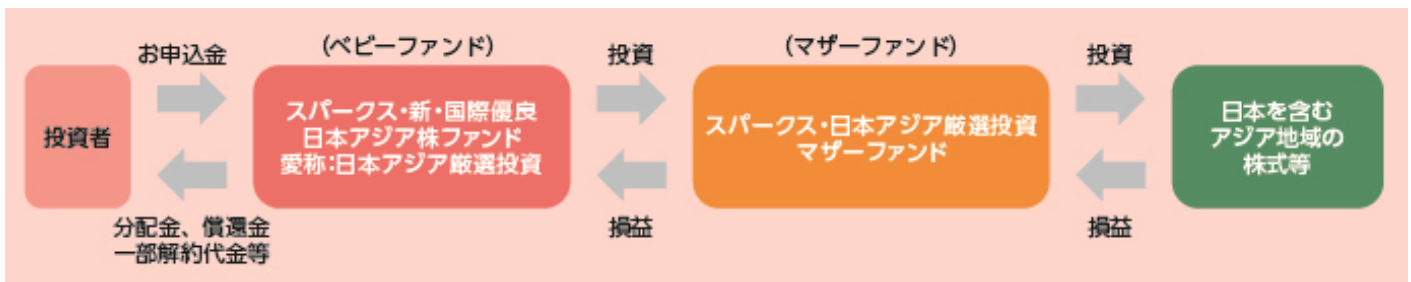 お申込金
(ベビーファンド)
投資
(マザーファンド)
投資
投資者
スパークス・新・国際優良
日本アジア株ファンド
愛称:日本アジア厳選投資
スパークス・日本アジア厳選投資
マザーファンド
日本を含む
アジア地域の
株式等
分配金、償還金
一部解約代金等
損益
損益